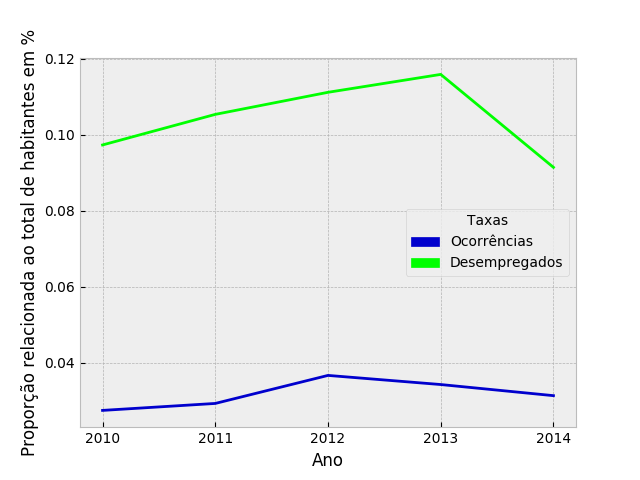 Proporção relacionada ao total de habitantes em %
0.12
0.10
0.08
0.06
0.04
Taxas
Ocorrências
Desempregados
2010 2011 2012 2013 2014
Ano